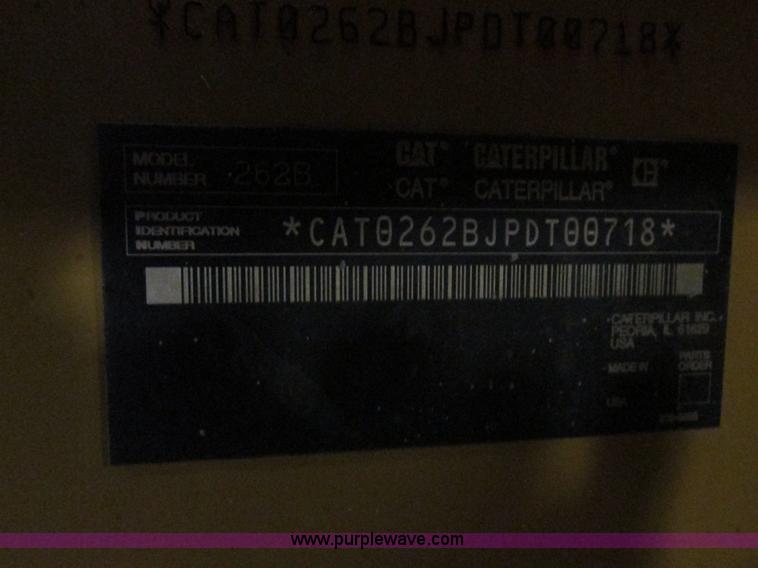 *CAT0262BJPDT00718*
MODEL NUMBER 262B
CAT® CATERPILLAR®
CAT® CATERPILLAR®
PRODUCT
IDENTIFICATION
NUMBER
*CAT0262BJPDT00718*
CATERPILLAR INC.
PEORIA, IL 61629
USA
MADE IN
USA
PARTS
ORDER
www.purplewave.com